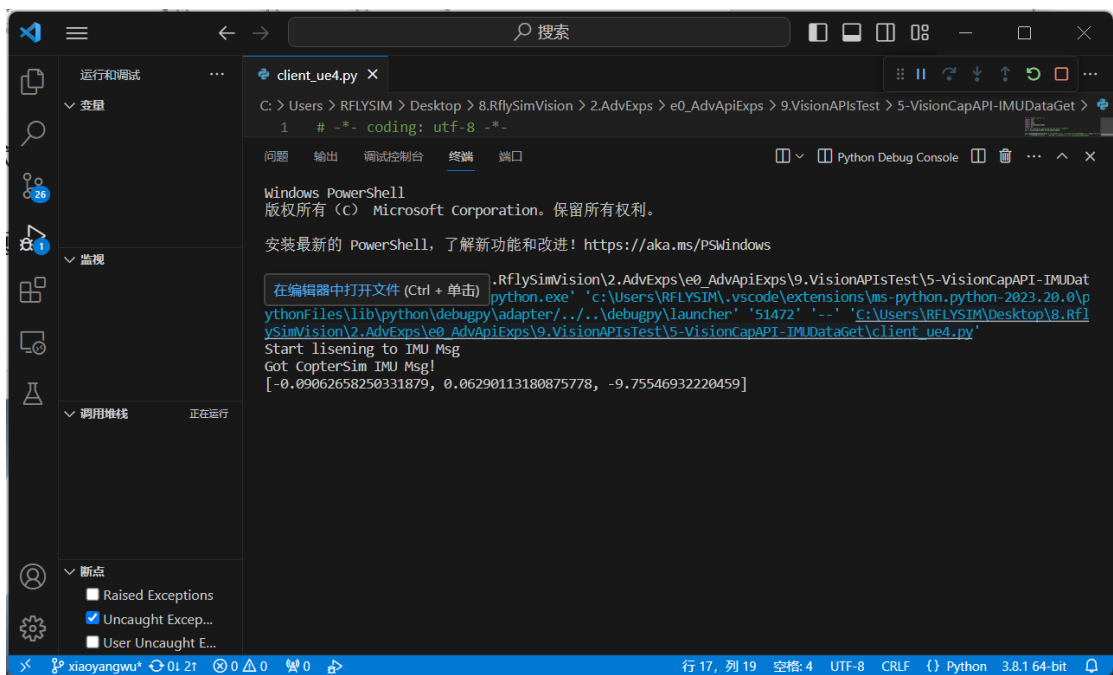 搜索
运行和调试
client_ue4.py
变量
C: > Users > RFLYSIM > Desktop > 8.RflySimVision > 2.AdvExps > e0_AdvApiExps > 9.VisionAPIsTest > 5-VisionCapAPI-IMUDataGet >
1 # -*- coding: utf-8 -*-
问题 输出 调试控制台 终端 端口 Python Debug Console
Windows PowerShell
版权所有 (C) Microsoft Corporation。保留所有权利。
安装最新的 PowerShell，了解新功能和改进！https://aka.ms/PSWindows
监视
.RflySimVision\2.AdvExps\e0_AdvApiExps\9.VisionAPIsTest\5-VisionCapAPI-IMUDat
在编辑器中打开文件 (Ctrl + 单击)
python.exe' 'c:\Users\RFLYSIM\.vscode\extensions\ms-python.python-2023.20.0\p
ythonFiles\lib\python\debugpy\adapter/../..\debugpy\launcher' '51472' '--' 'C:\Users\RFLYSIM\Desktop\8.Rfl
ySimVision\2.AdvExps\e0_AdvApiExps\9.VisionAPIsTest\5-VisionCapAPI-IMUDataGet\client_ue4.py'
Start lisening to IMU Msg
Got CopterSim IMU Msg!
[-0.09062658250331879, 0.06290113180875778, -9.75546932220459]
26
1
调用堆栈 正在运行
断点
Raised Exceptions
Uncaught Excep...
User Uncaught E...
xiaoyangwu* 0↓ 2↑ 0 0 0 行 17，列 19 空格: 4 UTF-8 CRLF {} Python 3.8.1 64-bit